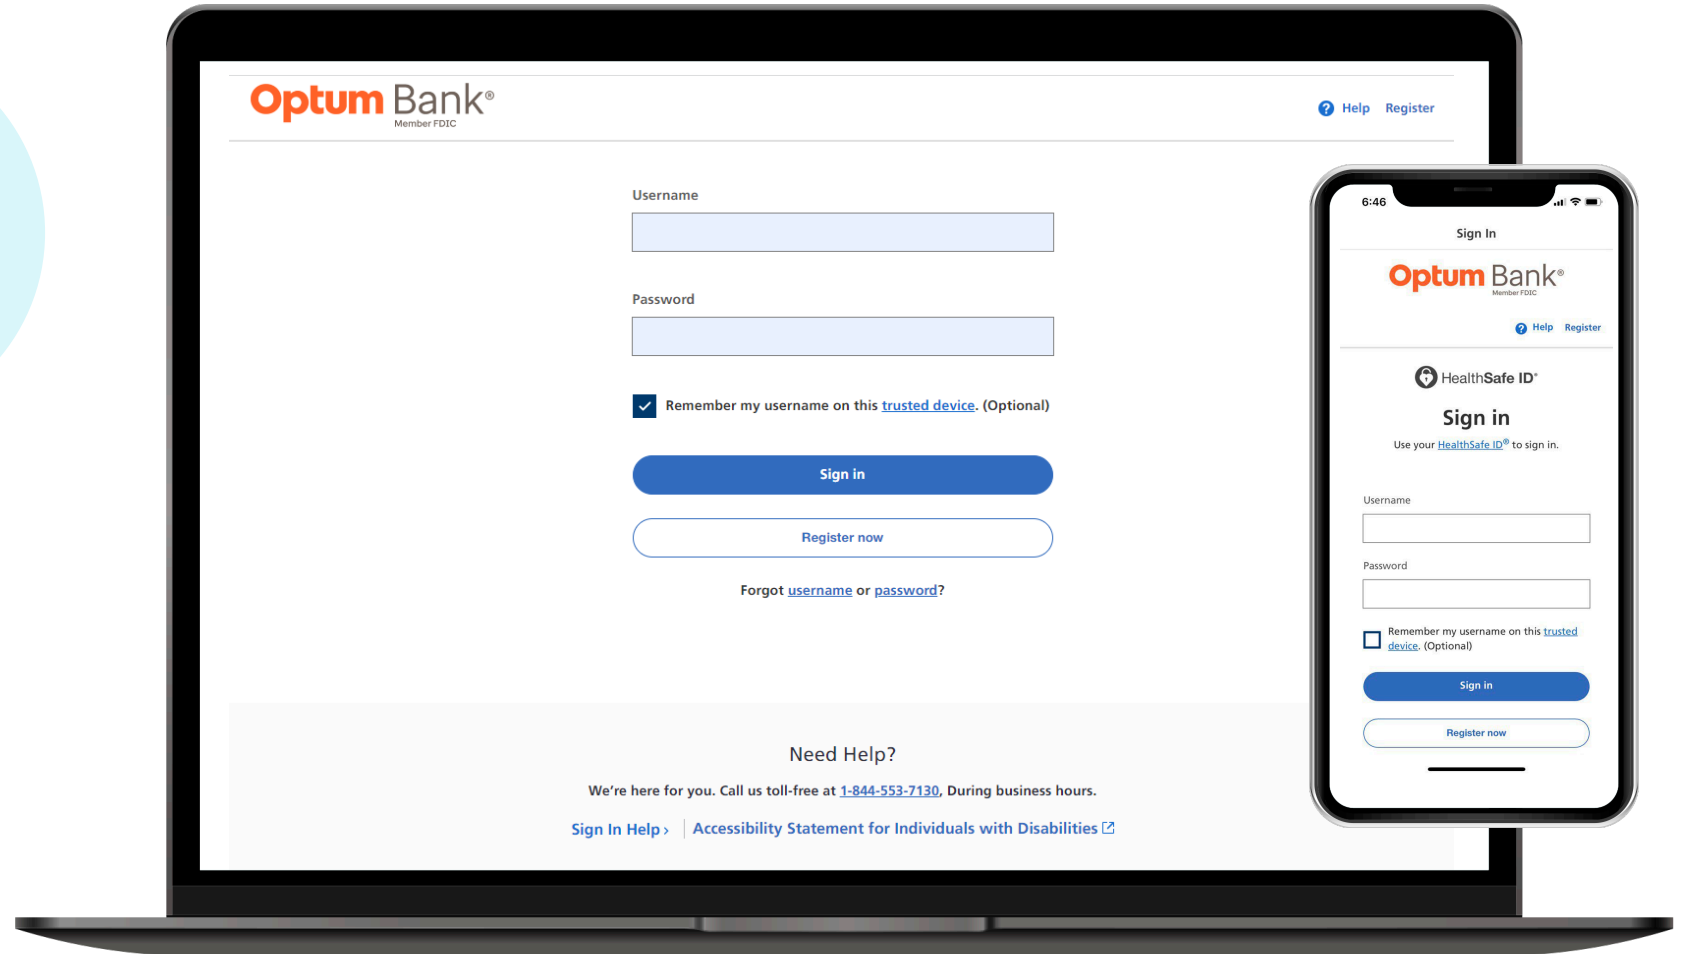 Optum Bank®
Member FDIC
Help Register
Username
Password
Remember my username on this trusted device. (Optional)
Sign in
Register now
Forgot username or password?
Need Help?
We're here for you. Call us toll-free at 1-844-553-7130, During business hours.
Sign In Help › Accessibility Statement for Individuals with Disabilities
6:46
Sign In
Optum Bank®
Member FDIC
Help Register
HealthSafe ID®
Sign in
Use your HealthSafe ID® to sign in.
Username
Password
Remember my username on this trusted
device. (Optional)
Sign in
Register now